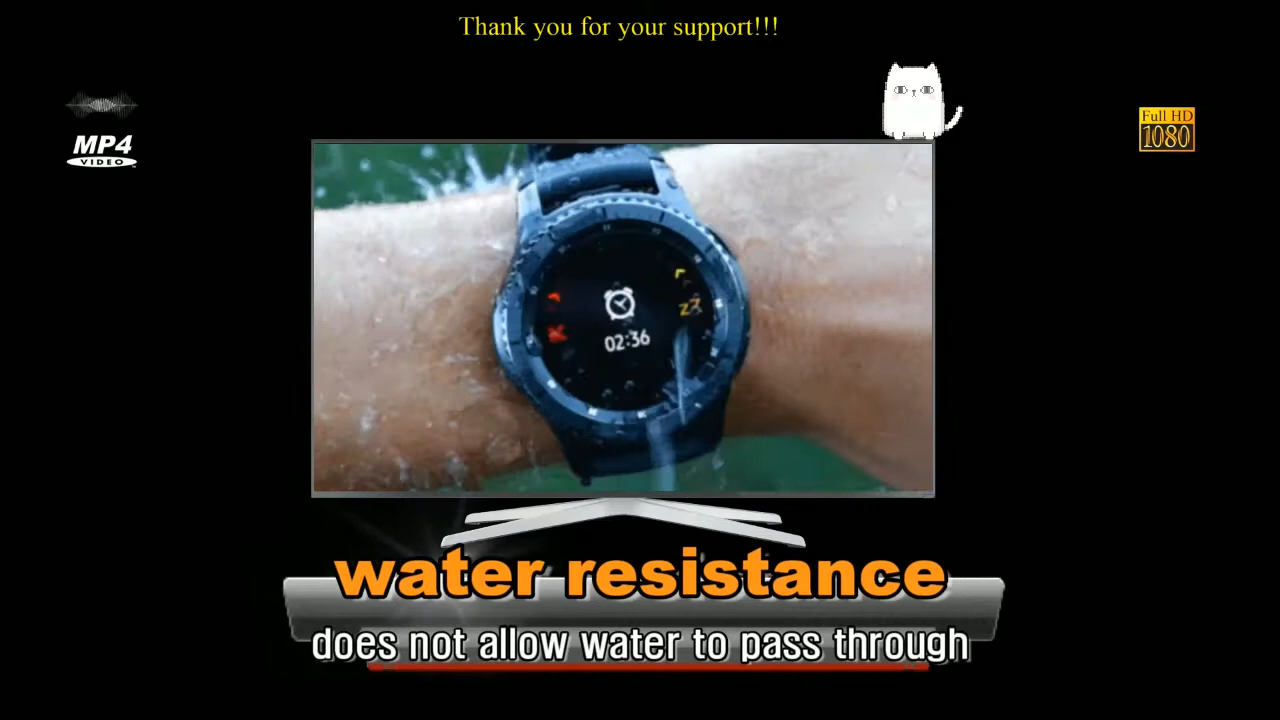 Thank you for your support!!!
MP4
VIDEO
Full HD
1080
zz
02:36
water resistance
does not allow water to pass through